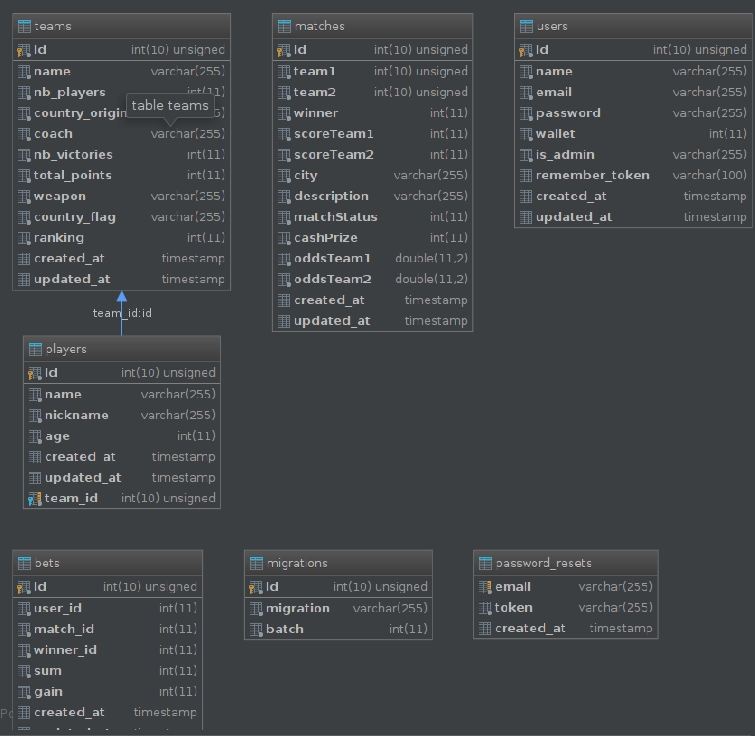 teams
id int(10) unsigned
name varchar(255)
nb_players int(11)
country_origin
table teams
coach varchar(255)
nb_victories int(11)
total_points int(11)
weapon varchar(255)
country_flag varchar(255)
ranking int(11)
created_at timestamp
updated_at timestamp
team_id:id
players
id int(10) unsigned
name varchar(255)
nickname varchar(255)
age int(11)
created_at timestamp
updated_at timestamp
team_id int(10) unsigned
matches
id int(10) unsigned
team1 int(10) unsigned
team2 int(10) unsigned
winner int(11)
scoreTeam1 int(11)
scoreTeam2 int(11)
city varchar(255)
description varchar(255)
matchStatus int(11)
cashPrize int(11)
oddsTeam1 double(11,2)
oddsTeam2 double(11,2)
created_at timestamp
updated_at timestamp
users
id int(10) unsigned
name varchar(255)
email varchar(255)
password varchar(255)
wallet int(11)
is_admin varchar(255)
remember_token varchar(100)
created_at timestamp
updated_at timestamp
bets
id int(10) unsigned
user_id int(11)
match_id int(11)
winner_id int(11)
sum int(11)
gain int(11)
created_at timestamp
migrations
id int(10) unsigned
migration varchar(255)
batch int(11)
password_resets
email varchar(255)
token varchar(255)
created_at timestamp